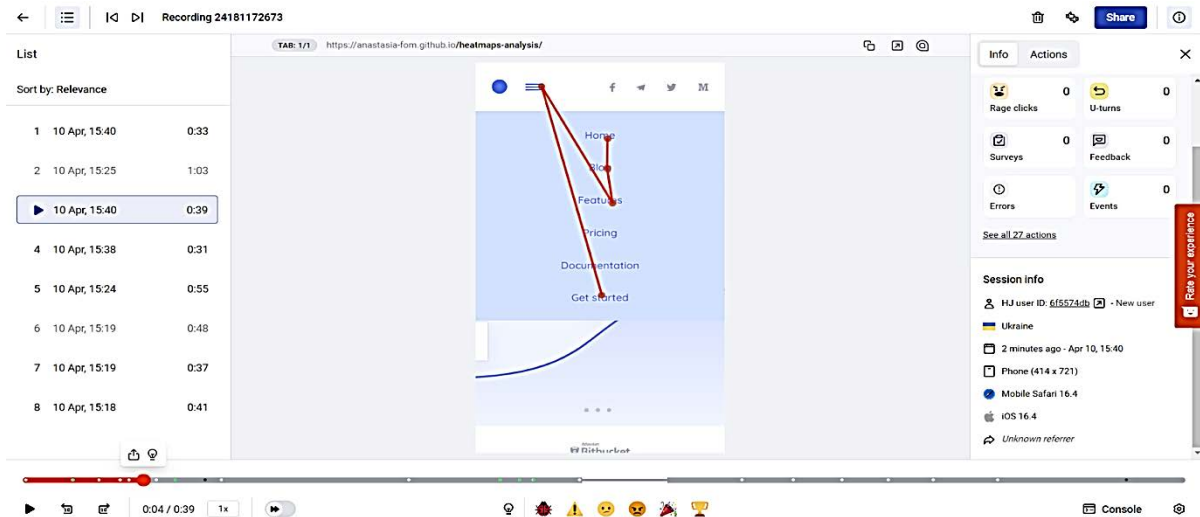 Recording 24181172673
Share
List
Sort by: Relevance
1 10 Apr, 15:40 0:33
2 10 Apr, 15:25 1:03
10 Apr, 15:40 0:39
4 10 Apr, 15:38 0:31
5 10 Apr, 15:24 0:55
6 10 Apr, 15:19 0:48
7 10 Apr, 15:19 0:37
8 10 Apr, 15:18 0:41
TAB: 1/1 https://anastasia-fom.github.io/heatmaps-analysis/
M
Home
Blog
Features
Pricing
Documentation
Get started
Bitbucket
Info Actions
Rage clicks 0
U-turns 0
Surveys 0
Feedback 0
Errors
Events 0
See all 27 actions
Session info
HJ user ID: 6f5574db - New user
Ukraine
2 minutes ago - Apr 10, 15:40
Phone (414 x 721)
Mobile Safari 16.4
iOS 16.4
Unknown referrer
Rate your experience
0:04 / 0:39 1x
Console